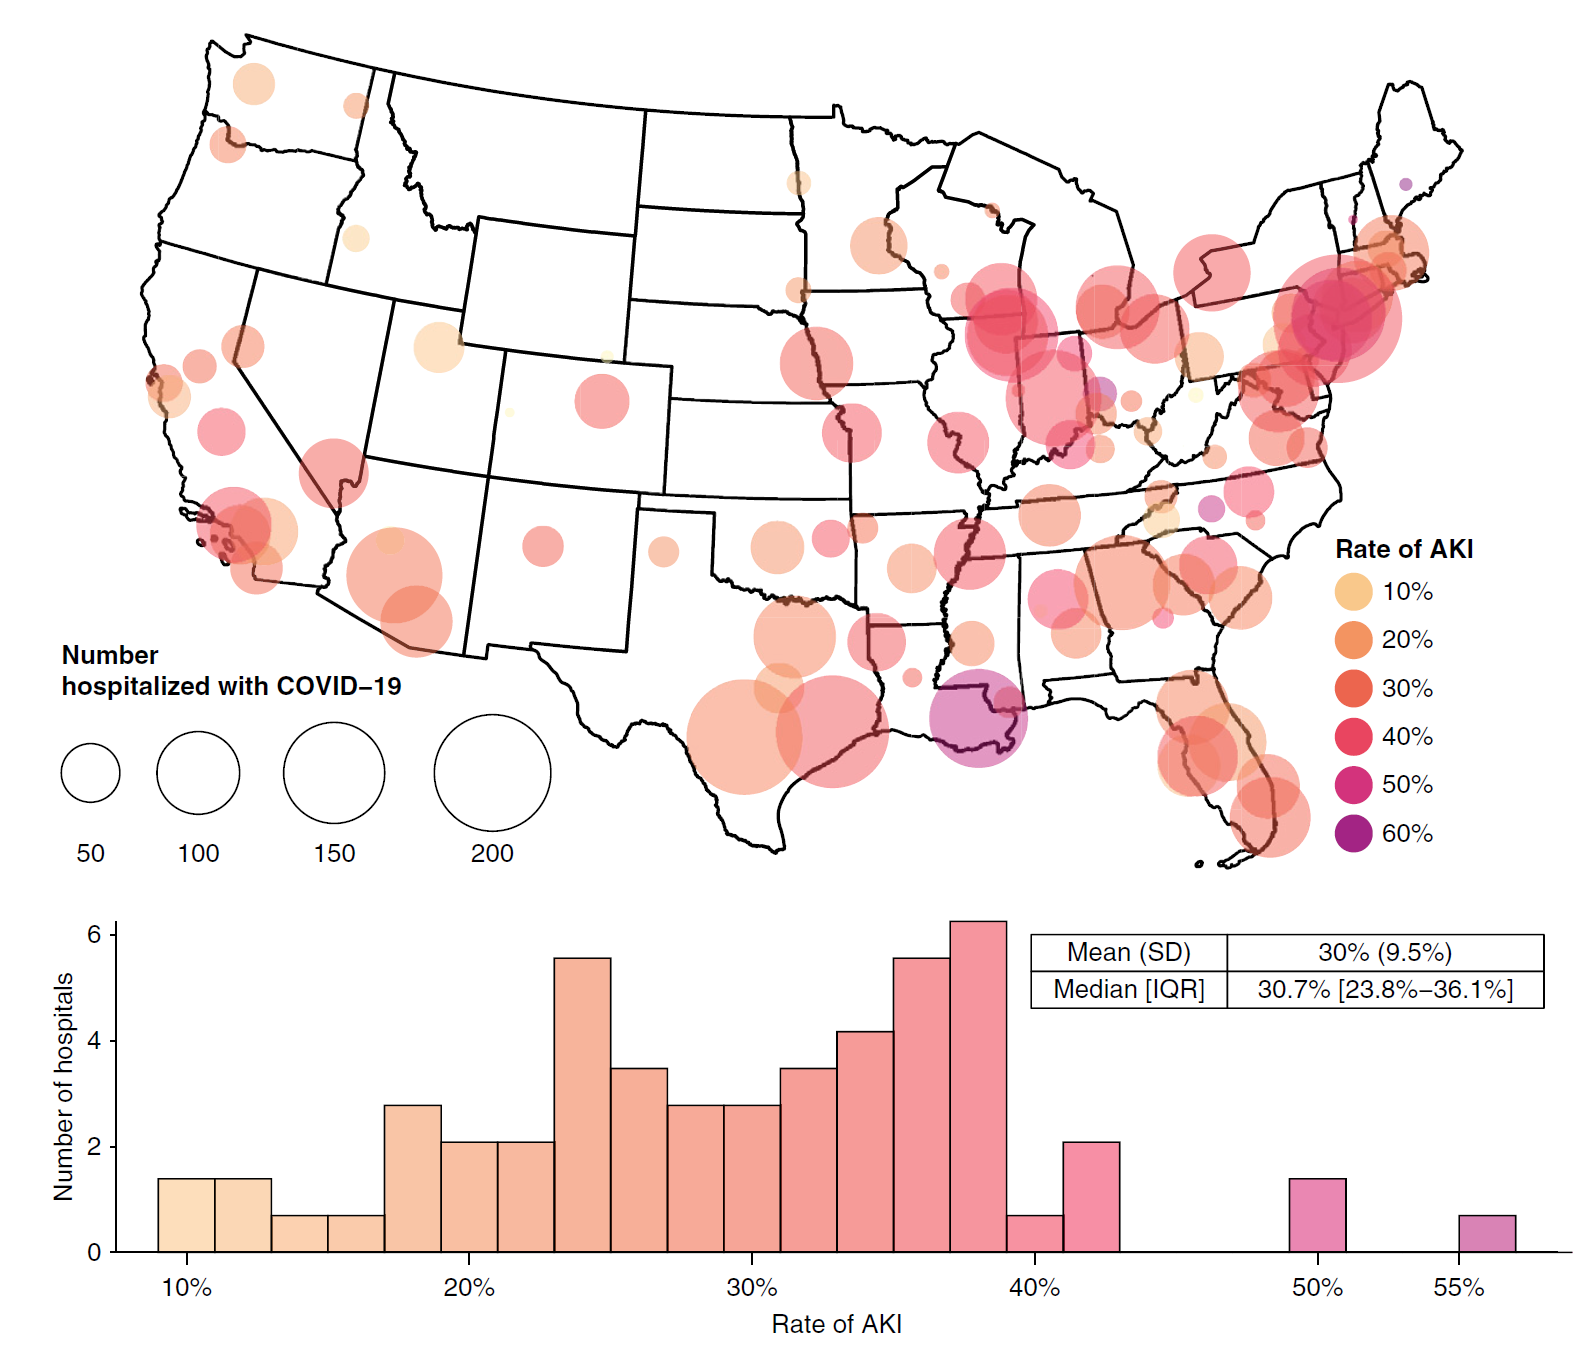 Rate of AKI
10%
20%
30%
40%
50%
60%
Number
hospitalized with COVID–19
50 100 150 200
Number of hospitals
6
4
2
0
Mean (SD) 30% (9.5%)
Median [IQR] 30.7% [23.8%–36.1%]
10% 20% 30% 40% 50% 55%
Rate of AKI